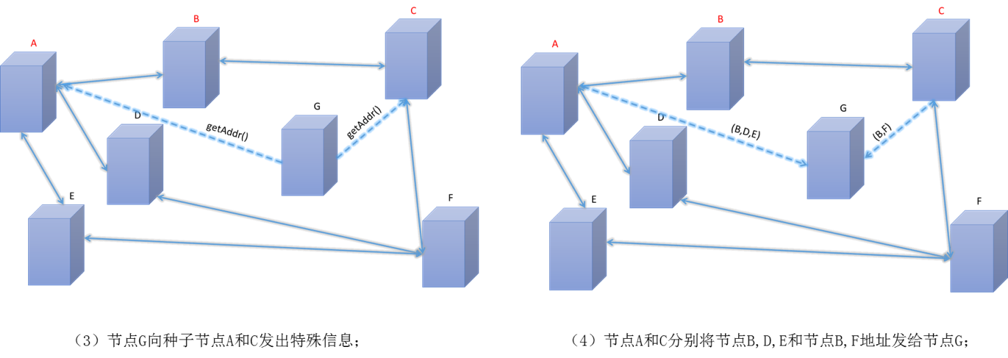 A
B
C
D
G
getAddr()
getAddr()
E
F
(3)节点G向种子节点A和C发出特殊信息；
A
B
C
D
G
(B,D,E)
(B,F)
E
F
(4)节点A和C分别将节点B,D,E和节点B,F地址发给节点G；